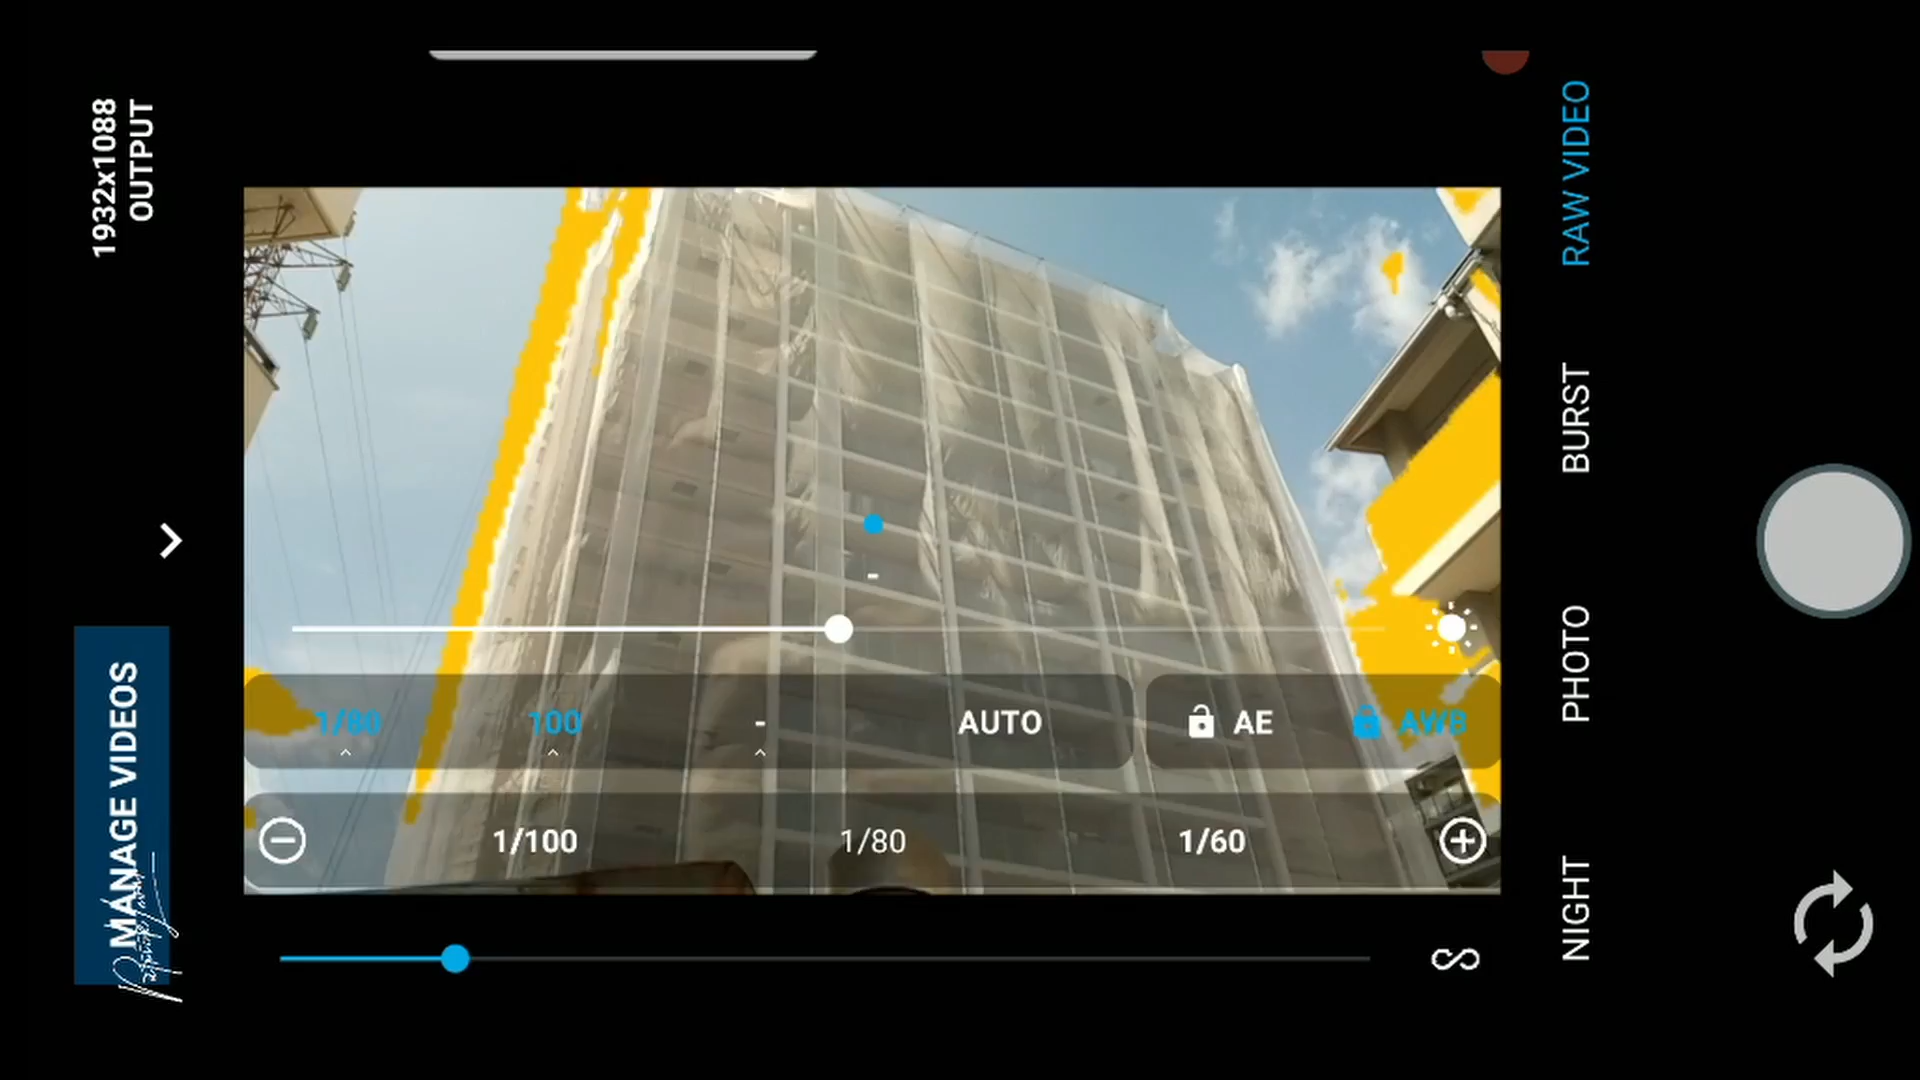 1932x1088
OUTPUT
MANAGE VIDEOS
1/80
100
-
AUTO
AE
AWB
1/100
1/80
1/60
RAW VIDEO
BURST
PHOTO
NIGHT